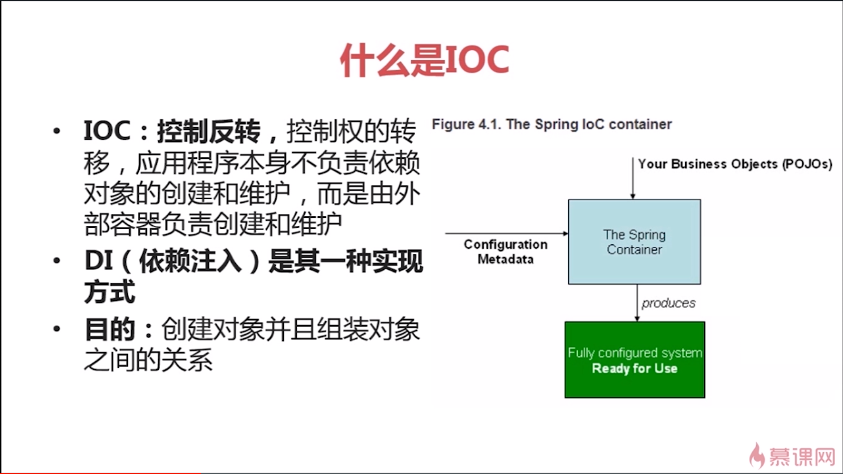 什么是IOC
• IOC：控制反转，控制权的转
移，应用程序本身不负责依赖
对象的创建和维护，而是由外
部容器负责创建和维护
• DI（依赖注入）是其一种实现
方式
• 目的：创建对象并且组装对象
之间的关系
Figure 4.1. The Spring IoC container
Your Business Objects (POJOs)
The Spring
Container
Configuration
Metadata
produces
Fully configured system
Ready for Use
慕课网